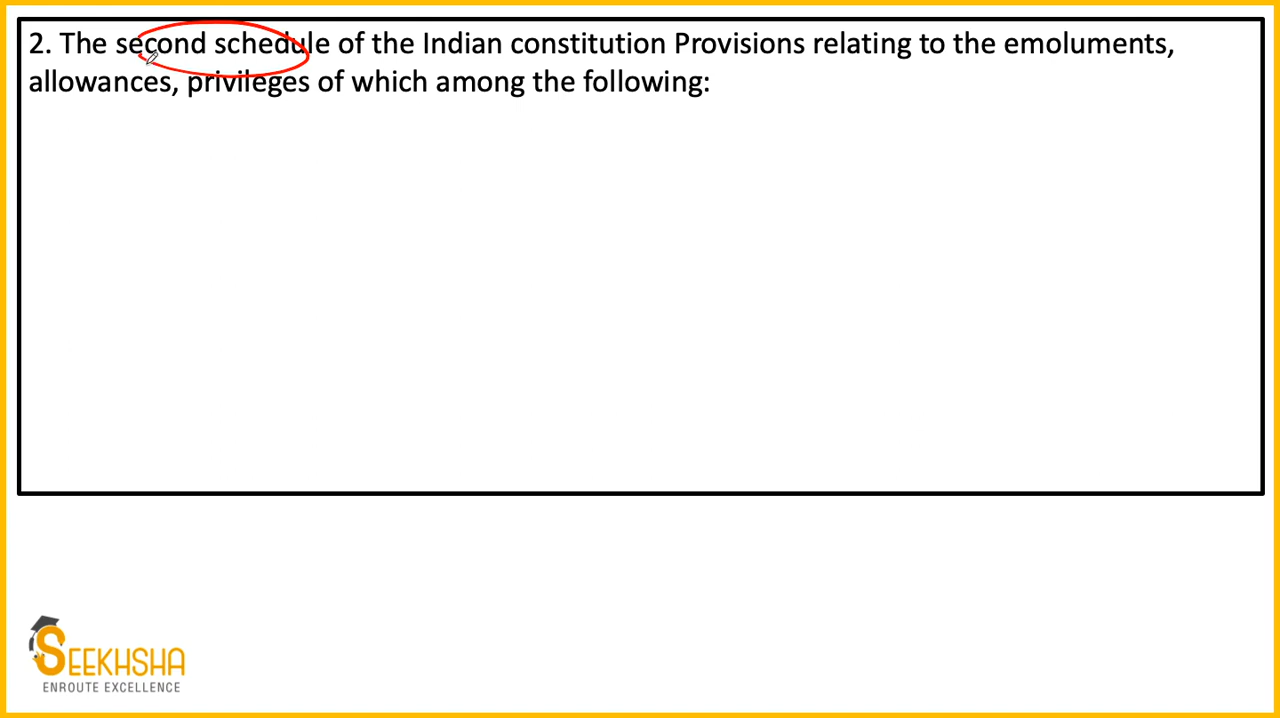 2. The second schedule of the Indian constitution Provisions relating to the emoluments,
allowances, privileges of which among the following:
SEEKHSHA
ENROUTE EXCELLENCE